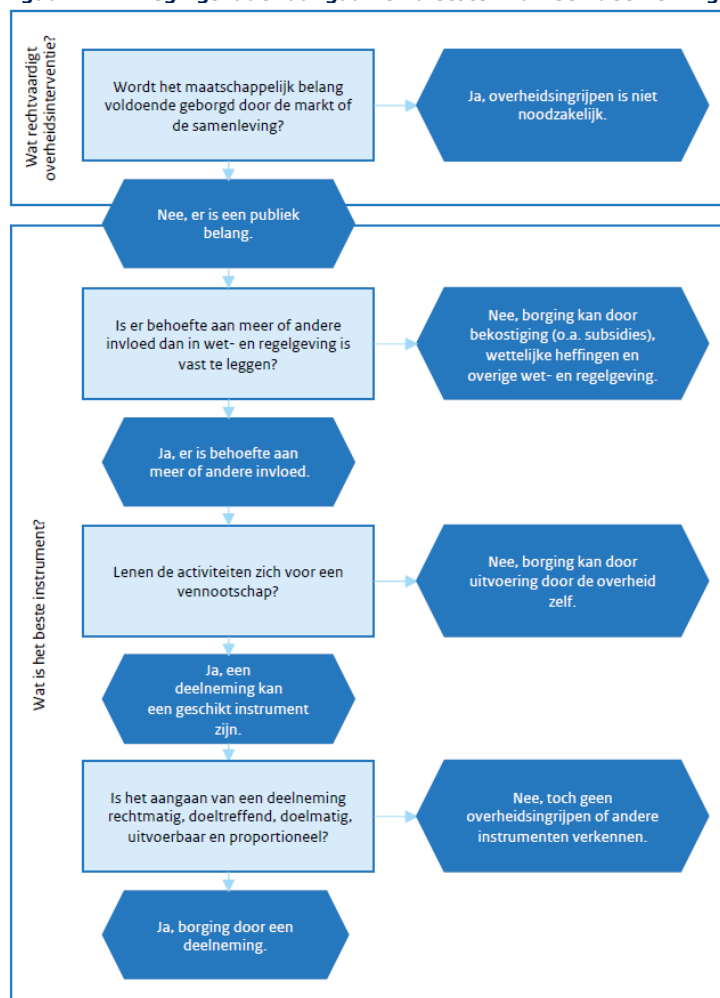 Wat rechtvaardigt
overheidsinterventie?
Wordt het maatschappelijk belang
voldoende geborgd door de markt of
de samenleving?
Ja, overheidsingrijpen is niet
noodzakelijk.
Nee, er is een publiek
belang.
Wat is het beste instrument?
Is er behoefte aan meer of andere
invloed dan in wet- en regelgeving is
vast te leggen?
Nee, borging kan door
bekostiging (o.a. subsidies),
wettelijke heffingen en
overige wet- en regelgeving.
Ja, er is behoefte aan
meer of andere invloed.
Lenen de activiteiten zich voor een
vennootschap?
Nee, borging kan door
uitvoering door de overheid
zelf.
Ja, een
deelneming kan
een geschikt instrument
zijn.
Is het aangaan van een deelneming
rechtmatig, doeltreffend, doelmatig,
uitvoerbaar en proportioneel?
Nee, toch geen
overheidsingrijpen of andere
instrumenten verkennen.
Ja, borging door een
deelneming.